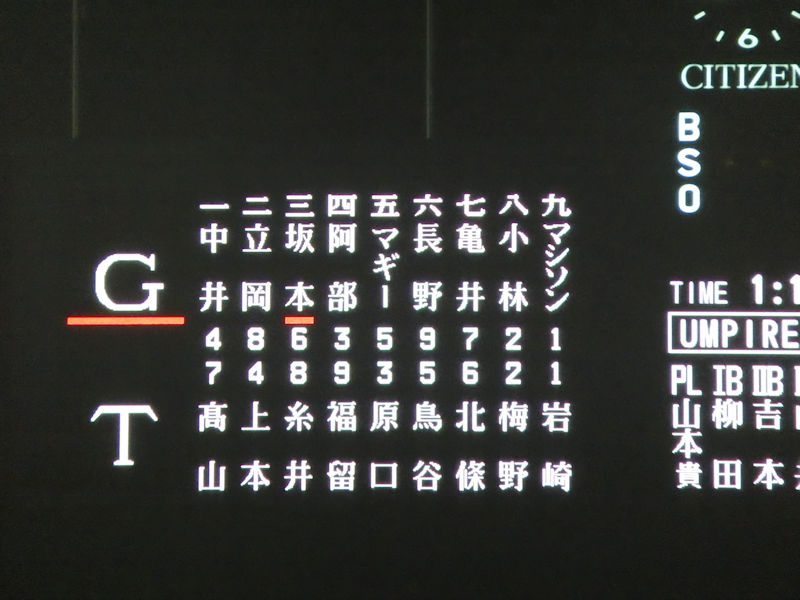 6
CITIZEN
B
S
O
一 二 三 四 五 六 七 八 九
G 中井 立岡 坂本 阿部 マギー 長野 亀井 小林 マシソン
4 8 6 3 5 9 7 2 1
7 4 8 9 3 5 6 2 1
T 髙山 上本 糸井 福留 原口 鳥谷 北條 梅野 岩崎
TIME 1:1
UMPIRE
PL IB IIB
山本貴 柳田 吉本